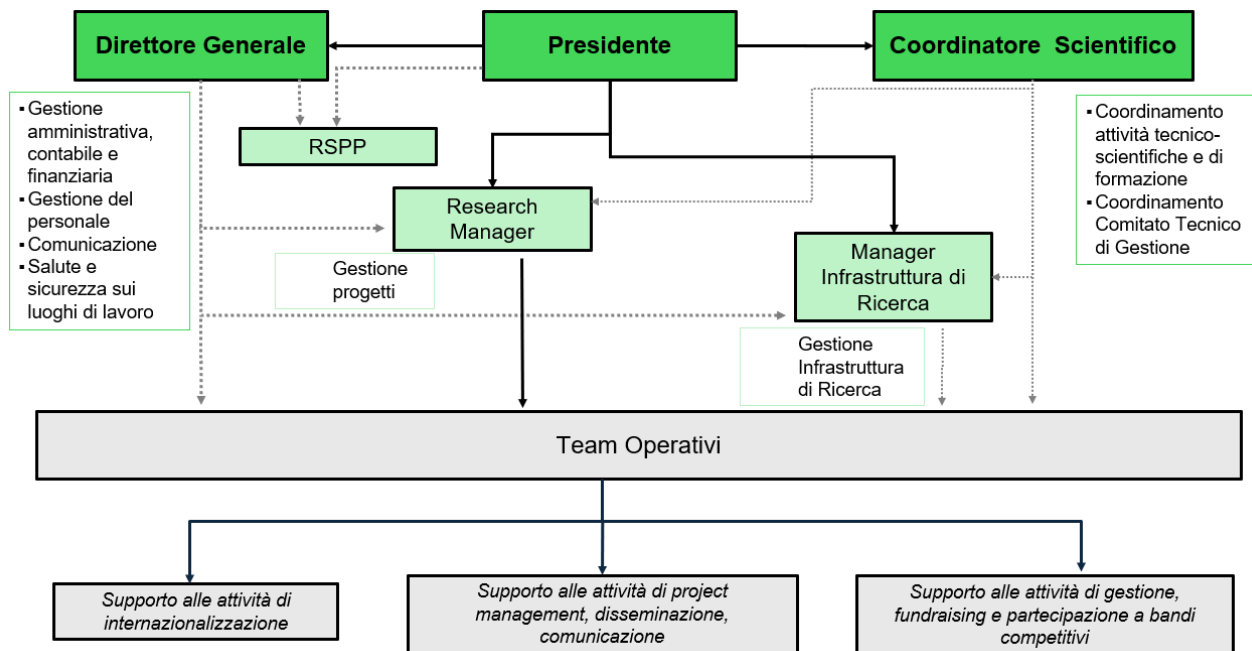 Direttore Generale
Presidente
Coordinatore Scientifico
▪ Gestione
amministrativa,
contabile e
finanziaria
▪ Gestione del
personale
▪ Comunicazione
▪ Salute e
sicurezza sui
luoghi di lavoro
RSPP
▪ Coordinamento
attività tecnico-
scientifiche e di
formazione
▪ Coordinamento
Comitato Tecnico
di Gestione
Research
Manager
Gestione
progetti
Manager
Infrastruttura di
Ricerca
Gestione
Infrastruttura
di Ricerca
Team Operativi
Supporto alle attività di
internazionalizzazione
Supporto alle attività di project
management, disseminazione,
comunicazione
Supporto alle attività di gestione,
fundraising e partecipazione a bandi
competitivi